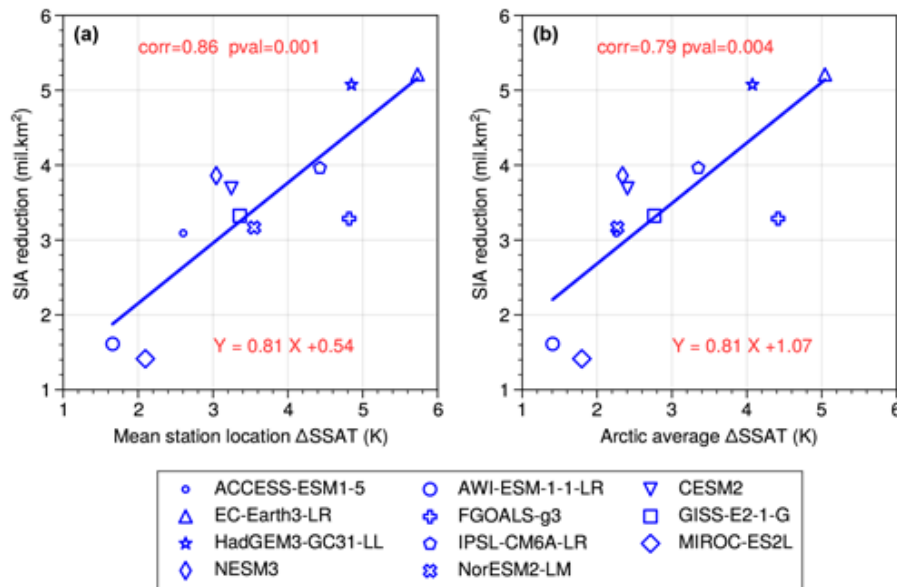 (a)
corr=0.86 pval=0.001
6
5
4
3
2
1
SIA reduction (mil.km²)
Y = 0.81 X +0.54
1 2 3 4 5 6
Mean station location ΔSSAT (K)
(b)
corr=0.79 pval=0.004
6
5
4
3
2
1
SIA reduction (mil.km²)
Y = 0.81 X +1.07
1 2 3 4 5 6
Arctic average ΔSSAT (K)
ACCESS-ESM1-5 AWI-ESM-1-1-LR CESM2
EC-Earth3-LR FGOALS-g3 GISS-E2-1-G
HadGEM3-GC31-LL IPSL-CM6A-LR MIROC-ES2L
NESM3 NorESM2-LM